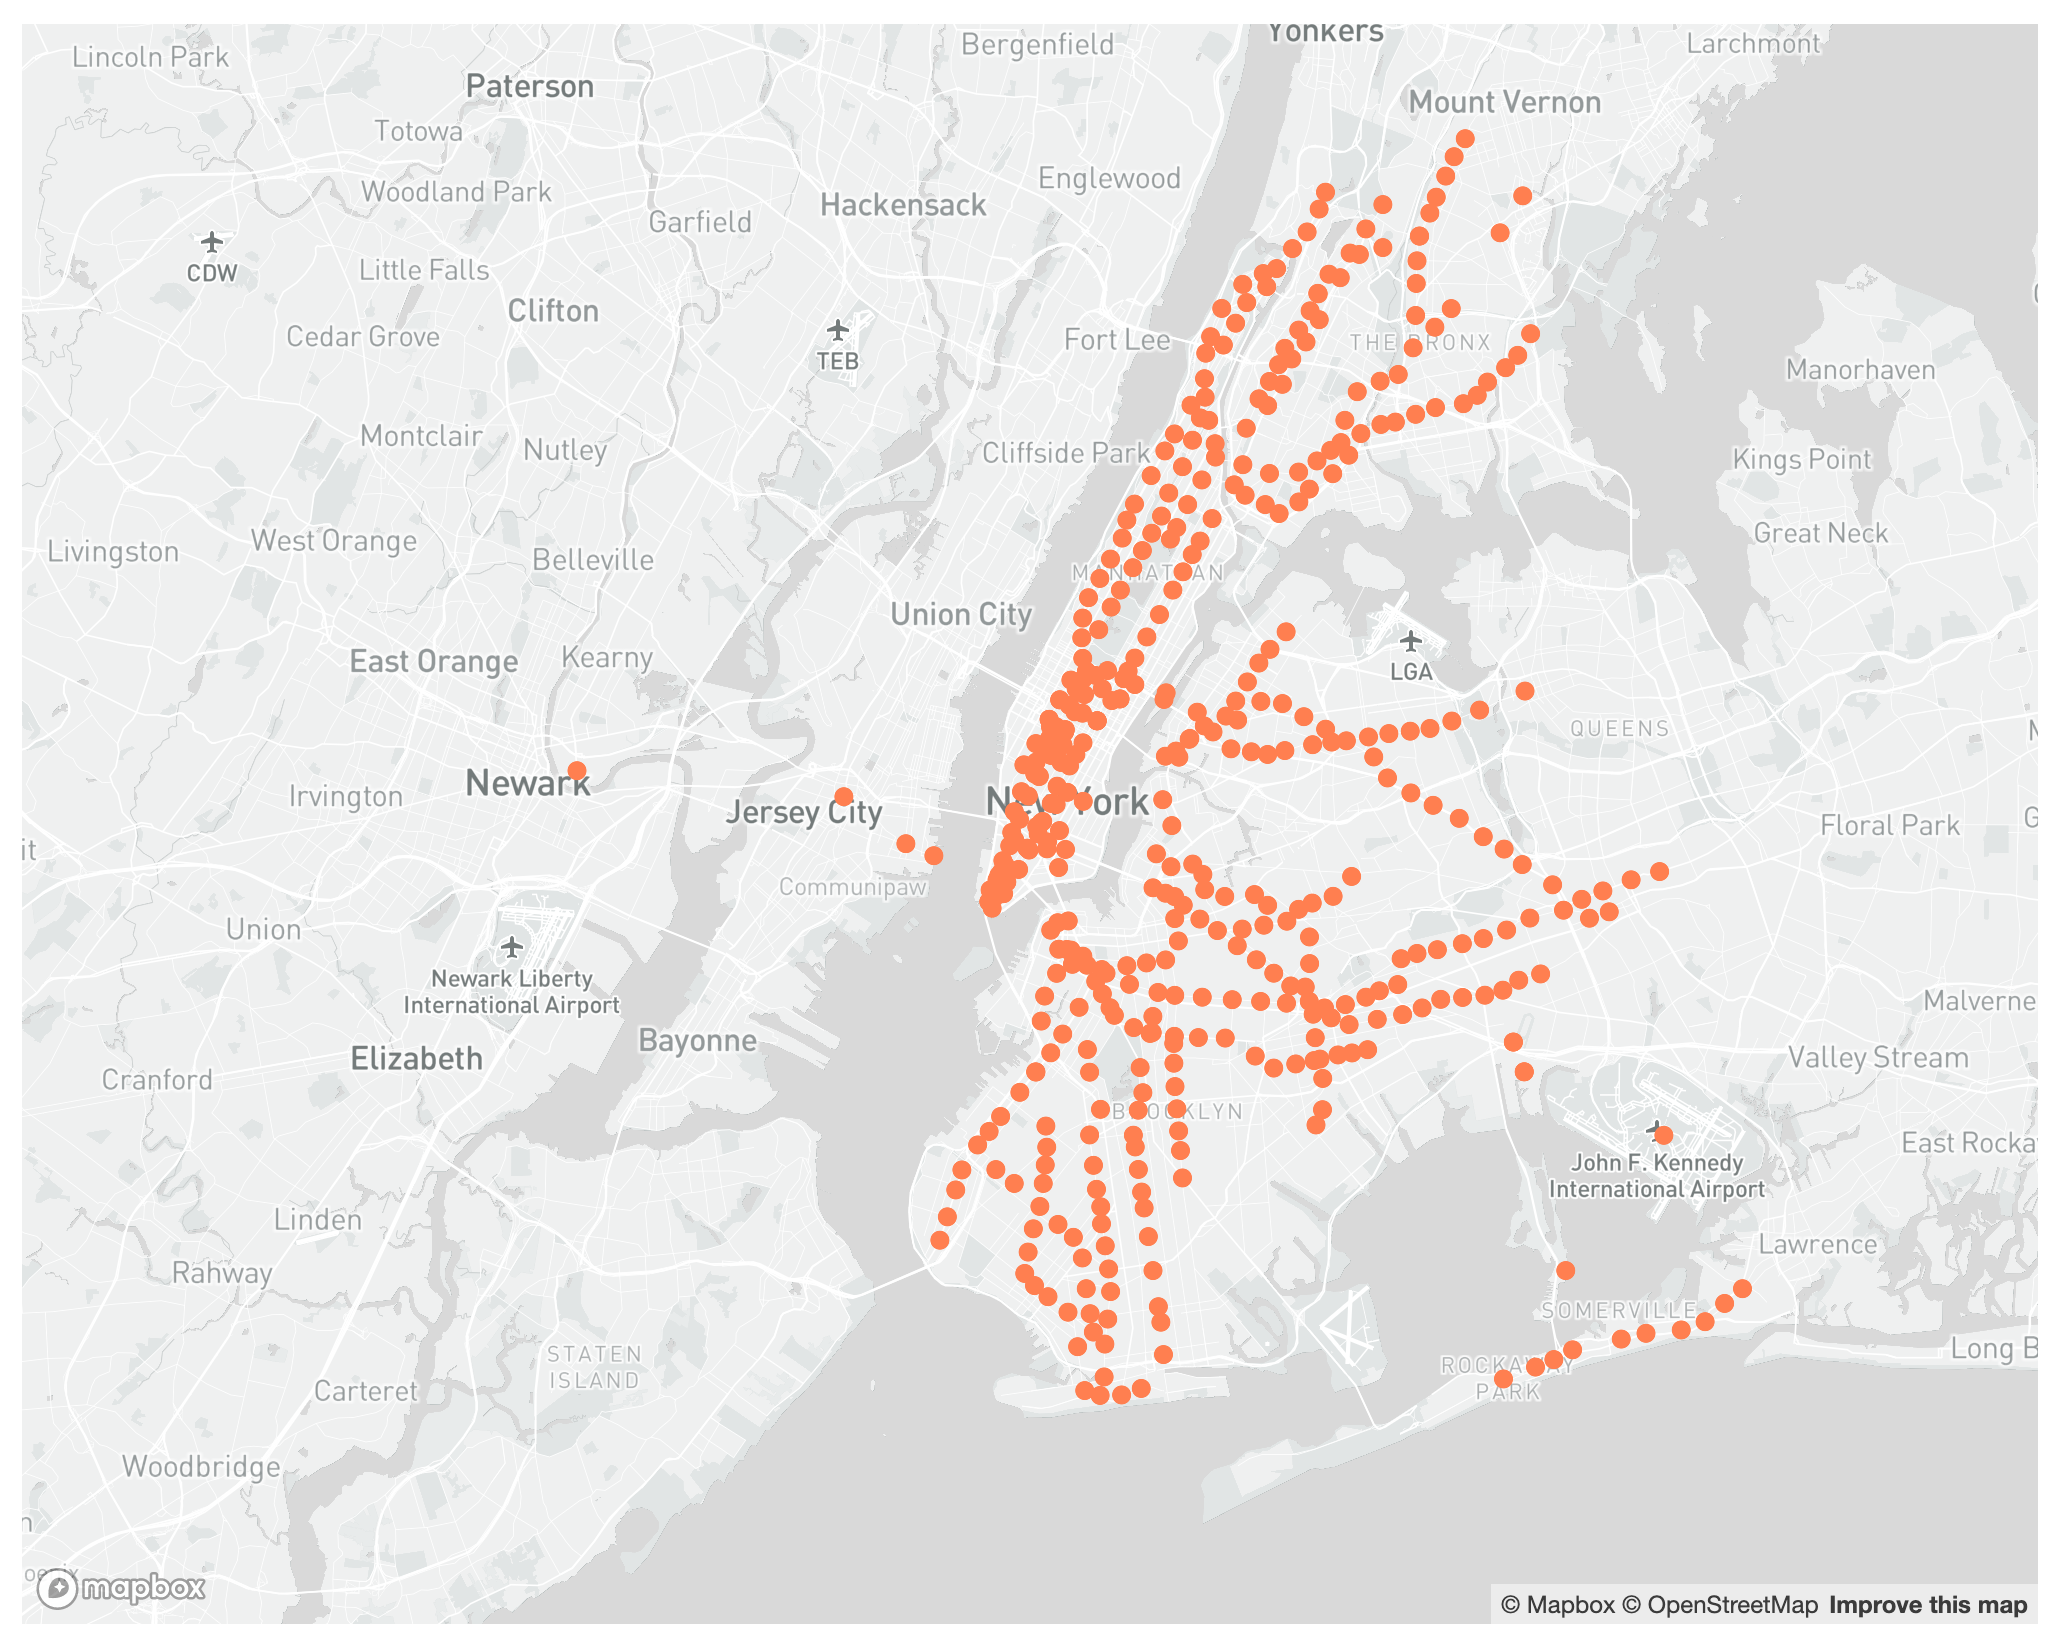 Yonkers
Lincoln Park
Bergenfield
Larchmont
Paterson
Mount Vernon
Totowa
Woodland Park
Englewood
Hackensack
Garfield
CDW
Little Falls
Clifton
Cedar Grove
TEB
Fort Lee
THE BRONX
Manorhaven
Montclair
Nutley
Cliffside Park
Kings Point
Livingston
West Orange
Belleville
Great Neck
MANHATTAN
Union City
East Orange
Kearny
LGA
QUEENS
Newark
Irvington
Jersey City
New York
Floral Park
Communipaw
Union
Newark Liberty
International Airport
Malverne
Bayonne
Elizabeth
Cranford
Valley Stream
BROOKLYN
East Rocka
John F. Kennedy
International Airport
Linden
Lawrence
Rahway
SOMERVILLE
STATEN
ISLAND
Long B
ROCKAWAY
PARK
Carteret
Woodbridge
mapbox
© Mapbox © OpenStreetMap Improve this map